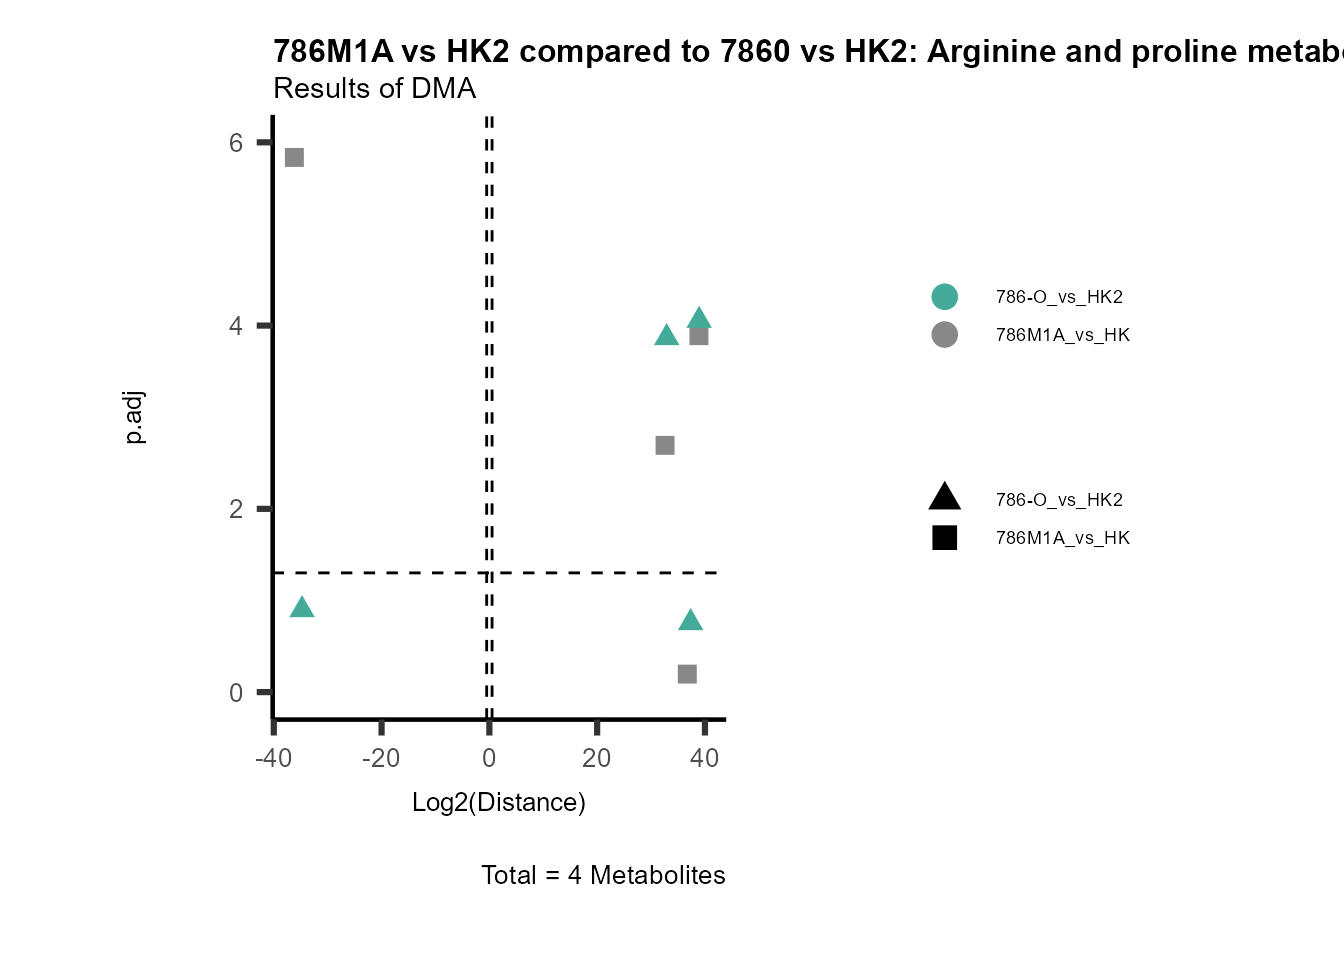 786M1A vs HK2 compared to 7860 vs HK2: Arginine and proline
Results of DMA
6
4
2
0
p.adj
-40 -20 0 20 40
Log2(Distance)
Total = 4 Metabolites
786-O_vs_HK2
786M1A_vs_HK
786-O_vs_HK2
786M1A_vs_HK